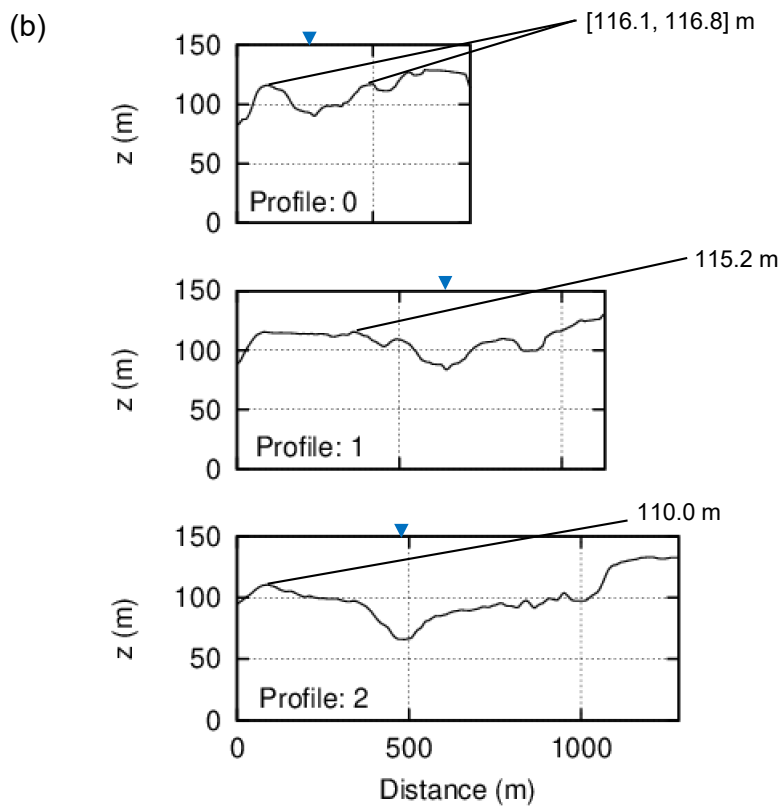 (b)
[116.1, 116.8] m
150
100
50
0
z (m)
Profile: 0
115.2 m
150
100
50
0
z (m)
Profile: 1
110.0 m
150
100
50
0
z (m)
Profile: 2
0 500 1000
Distance (m)